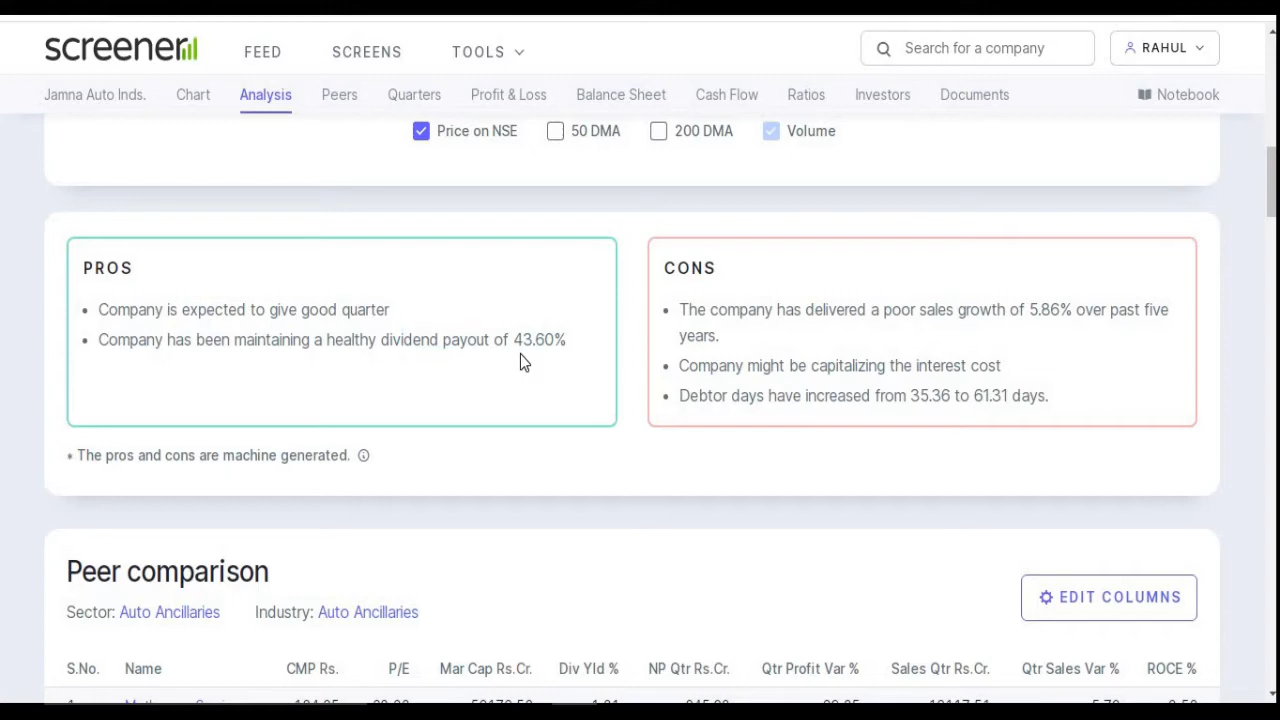 screener
FEED SCREENS TOOLS Search for a company RAHUL
Jamna Auto Inds. Chart Analysis Peers Quarters Profit & Loss Balance Sheet Cash Flow Ratios Investors Documents Notebook
Price on NSE 50 DMA 200 DMA Volume
PROS
• Company is expected to give good quarter
• Company has been maintaining a healthy dividend payout of 43.60%
CONS
• The company has delivered a poor sales growth of 5.86% over past five
years.
• Company might be capitalizing the interest cost
• Debtor days have increased from 35.36 to 61.31 days.
* The pros and cons are machine generated.
Peer comparison
Sector: Auto Ancillaries Industry: Auto Ancillaries
EDIT COLUMNS
S.No. Name CMP Rs. P/E Mar Cap Rs.Cr. Div Yld % NP Qtr Rs.Cr. Qtr Profit Var % Sales Qtr Rs.Cr. Qtr Sales Var % ROCE %